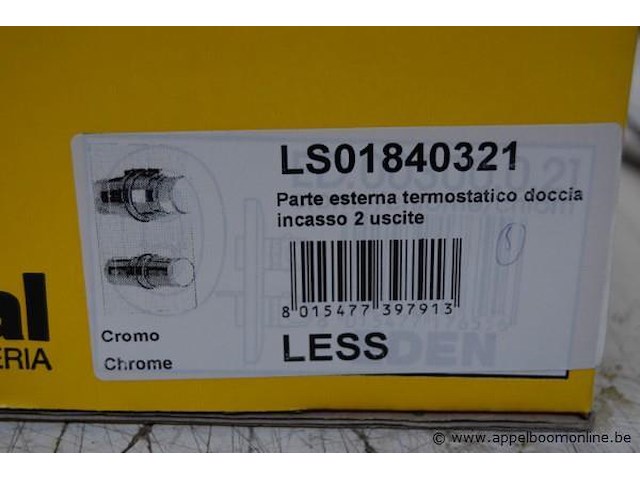 LS01840321
Parte esterna termostatico doccia
incasso 2 uscite
8 015477 397913
LESS
DEN
Cromo
Chrome
al
ERIA
© www.appelboomonline.be